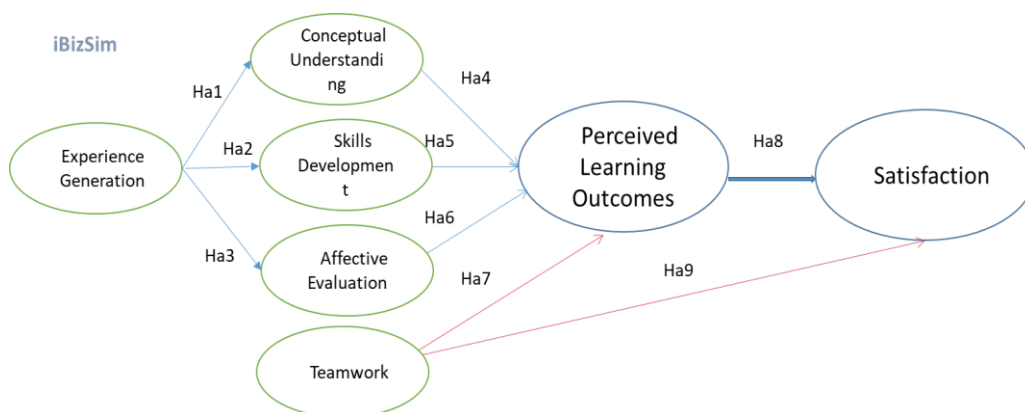 iBizSim
Conceptual
Understandi
ng
Ha1
Ha4
Experience
Generation
Ha2
Skills
Developmen
t
Ha5
Perceived
Learning
Outcomes
Ha8
Satisfaction
Ha3
Affective
Evaluation
Ha6
Ha7
Ha9
Teamwork